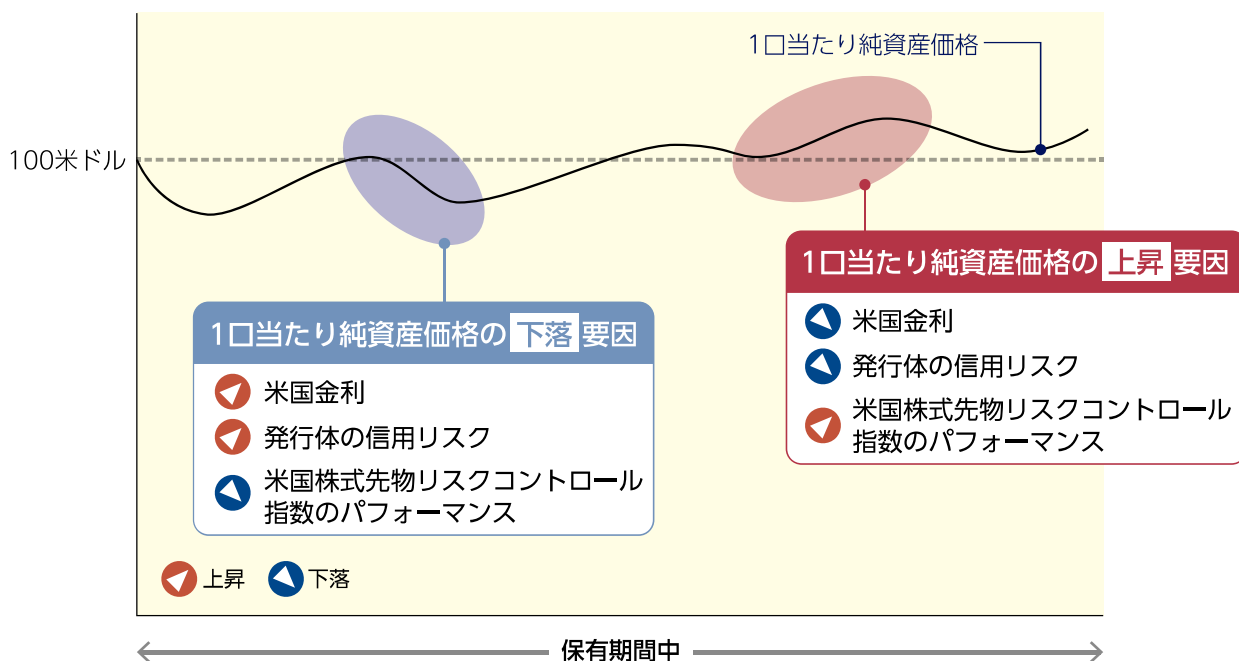 1口当たり純資産価格
100米ドル
1口当たり純資産価格の 上昇 要因
米国金利
発行体の信用リスク
米国株式先物リスクコントロール
指数のパフォーマンス
1口当たり純資産価格の 下落 要因
米国金利
発行体の信用リスク
米国株式先物リスクコントロール
指数のパフォーマンス
上昇 下落
保有期間中